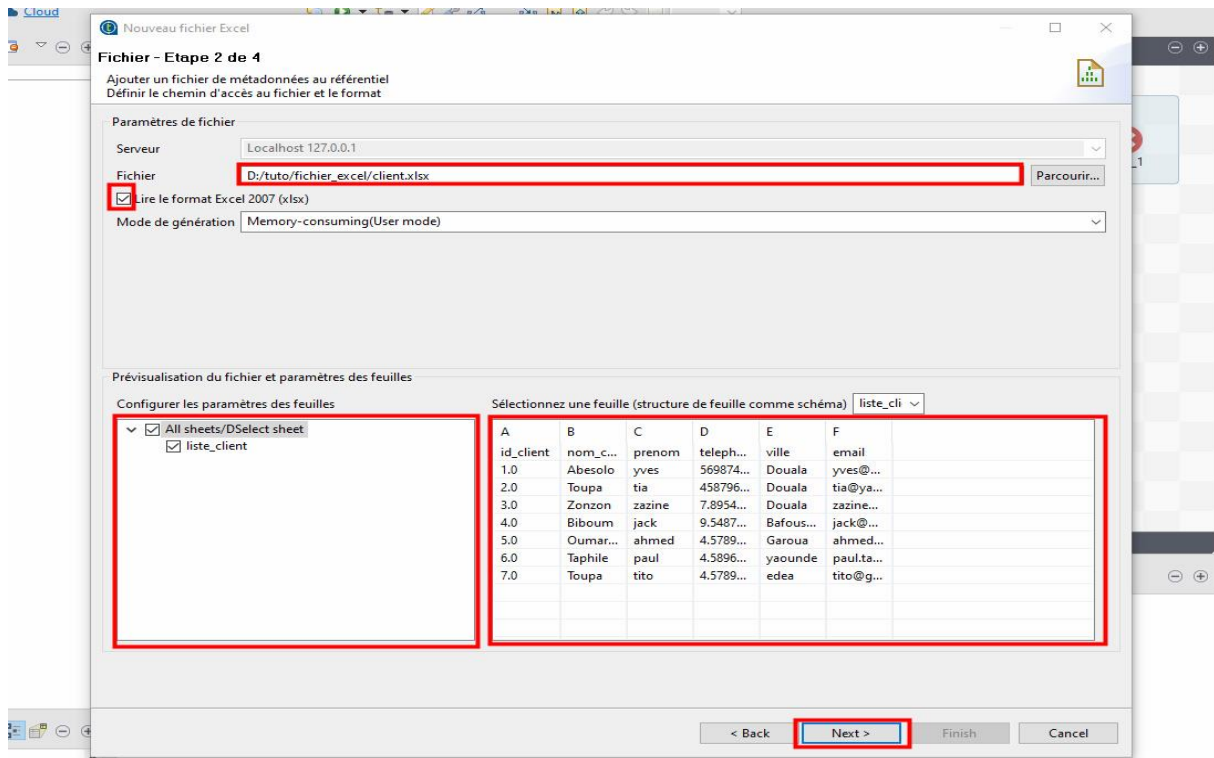 Cloud
Nouveau fichier Excel
Fichier - Etape 2 de 4
Ajouter un fichier de métadonnées au référentiel
Définir le chemin d'accès au fichier et le format
Paramètres de fichier
Serveur Localhost 127.0.0.1
Fichier D:/tuto/fichier_excel/client.xlsx Parcourir...
Lire le format Excel 2007 (xlsx)
Mode de génération Memory-consuming(User mode)
_1
Prévisualisation du fichier et paramètres des feuilles
Configurer les paramètres des feuilles
All sheets/DSelect sheet
liste_client
Sélectionnez une feuille (structure de feuille comme schéma) liste_cli
A B C D E F
id_client nom_c... prenom teleph... ville email
1.0 Abesolo yves 569874... Douala yves@...
2.0 Toupa tia 458796... Douala tia@ya...
3.0 Zonzon zazine 7.8954... Douala zazine...
4.0 Biboum jack 9.5487... Bafous... jack@...
5.0 Oumar... ahmed 4.5789... Garoua ahmed...
6.0 Taphile paul 4.5896... yaounde paul.ta...
7.0 Toupa tito 4.5789... edea tito@g...
< Back Next > Finish Cancel